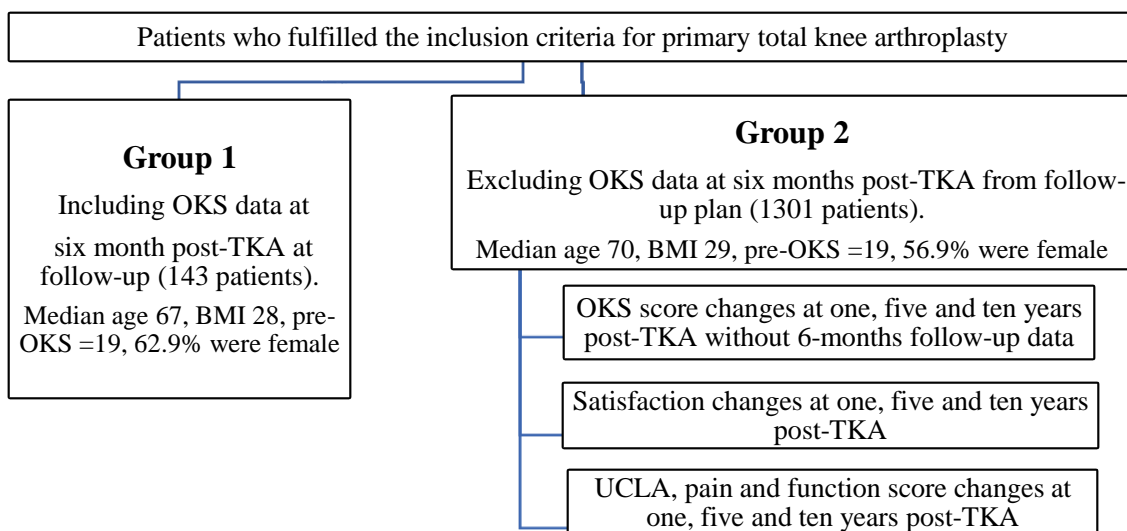 Patients who fulfilled the inclusion criteria for primary total knee arthroplasty
Group 1
Including OKS data at
six month post-TKA at
follow-up (143 patients).
Median age 67, BMI 28, pre-
OKS =19, 62.9% were female
Group 2
Excluding OKS data at six months post-TKA from follow-
up plan (1301 patients).
Median age 70, BMI 29, pre-OKS =19, 56.9% were female
OKS score changes at one, five and ten years
post-TKA without 6-months follow-up data
Satisfaction changes at one, five and ten years
post-TKA
UCLA, pain and function score changes at
one, five and ten years post-TKA